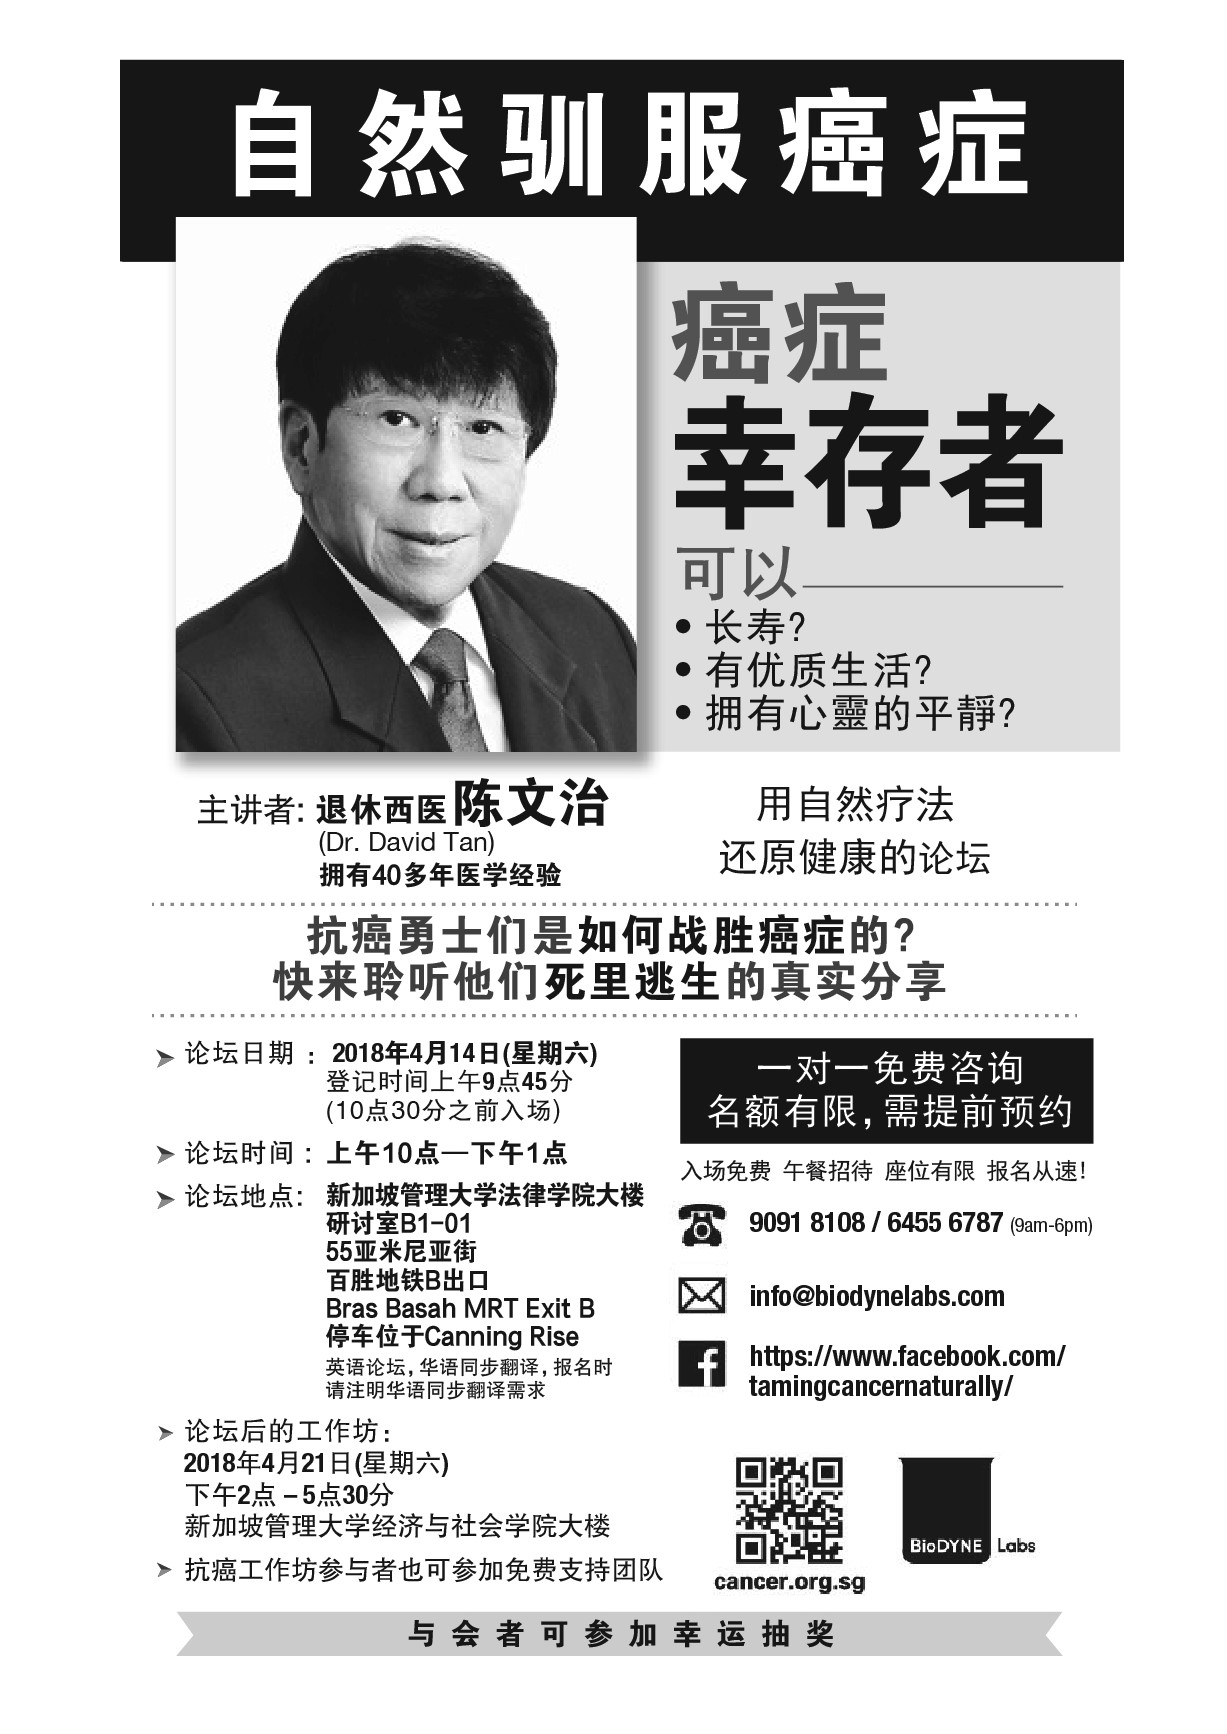 自然驯服癌症
癌症
幸存者
可以
• 长寿?
• 有优质生活?
• 拥有心靈的平靜?
主讲者: 退休西医 陈文治
(Dr. David Tan)
拥有40多年医学经验
用自然疗法
还原健康的论坛
抗癌勇士们是如何战胜癌症的?
快来聆听他们死里逃生的真实分享
➢ 论坛日期 : 2018年4月14日(星期六)
登记时间上午9点45分
(10点30分之前入场)
➢ 论坛时间 : 上午10点—下午1点
➢ 论坛地点: 新加坡管理大学法律学院大楼
研讨室B1-01
55亚米尼亚街
百胜地铁B出口
Bras Basah MRT Exit B
停车位于Canning Rise
英语论坛, 华语同步翻译, 报名时
请注明华语同步翻译需求
➢ 论坛后的工作坊:
2018年4月21日(星期六)
下午2点 – 5点30分
新加坡管理大学经济与社会学院大楼
➢ 抗癌工作坊参与者也可参加免费支持团队
一对一免费咨询
名额有限, 需提前预约
入场免费 午餐招待 座位有限 报名从速!
9091 8108 / 6455 6787 (9am-6pm)
info@biodynelabs.com
https://www.facebook.com/
tamingcancernaturally/
cancer.org.sg
BioDYNE Labs
与会者可参加幸运抽奖